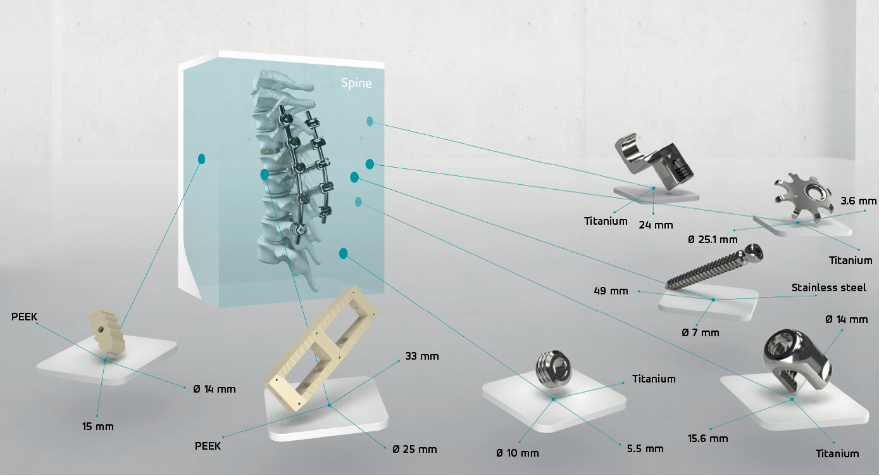 Spine
Titanium
24 mm
3.6 mm
Ø 25.1 mm
Titanium
49 mm
Stainless steel
Ø 7 mm
Ø 14 mm
PEEK
Ø 14 mm
15 mm
33 mm
PEEK
Ø 25 mm
Titanium
Ø 10 mm
5.5 mm
15.6 mm
Titanium